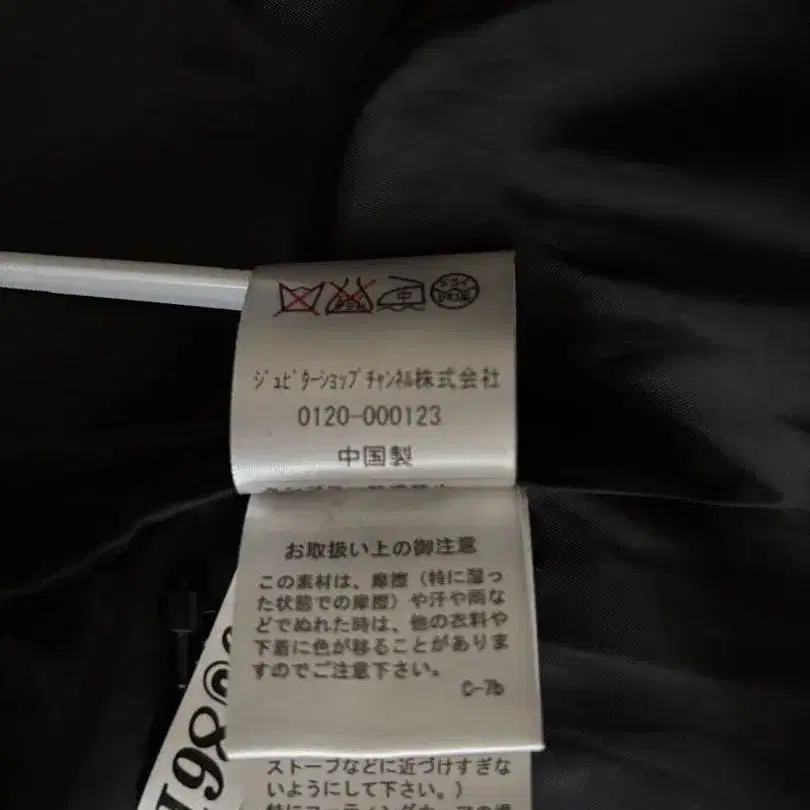 中
ドライ
ｼﾞｭﾋﾟﾀｰｼｮｯﾌﾟﾁｬﾝﾈﾙ株式会社
0120-000123
中国製
お取扱い上の御注意
この素材は、摩擦（特に湿っ
た状態での摩擦）や汗や雨な
どでぬれた時は、他の衣料や
下着に色が移ることがありま
すのでご注意下さい。
C-7b
ストーブなどに近づけすぎな
いようにして下さい。）
198